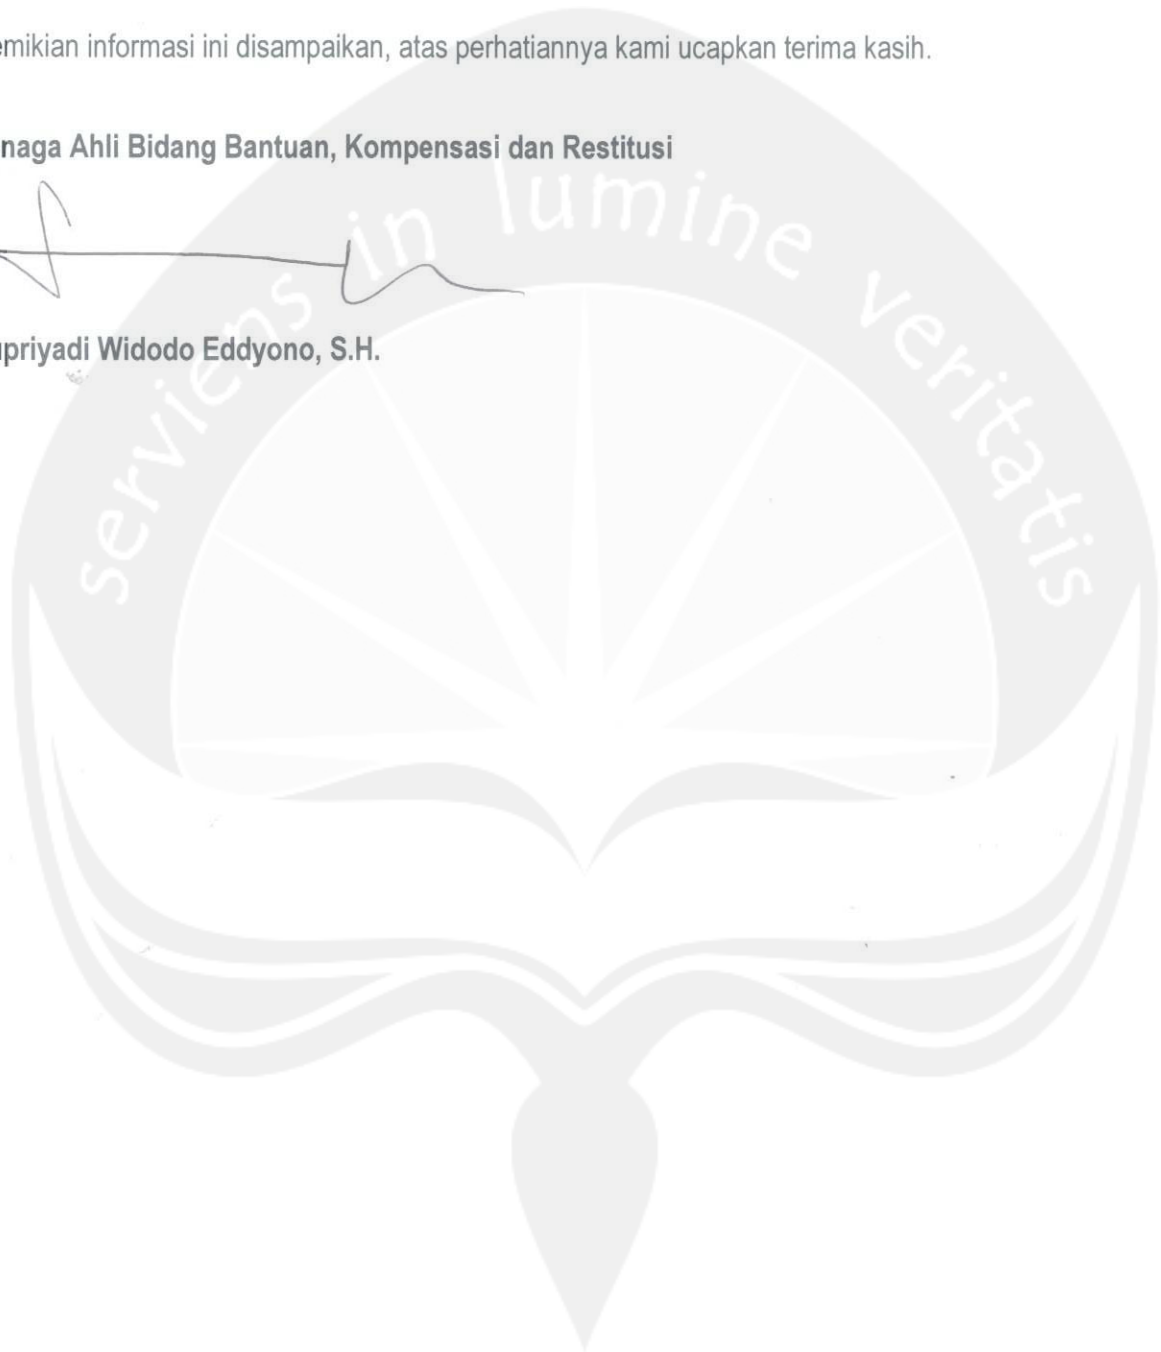 emikian informasi ini disampaikan, atas perhatiannya kami ucapkan terima kasih.
naga Ahli Bidang Bantuan, Kompensasi dan Restitusi
serviens in lumine veritatis
upriyadi Widodo Eddyono, S.H.